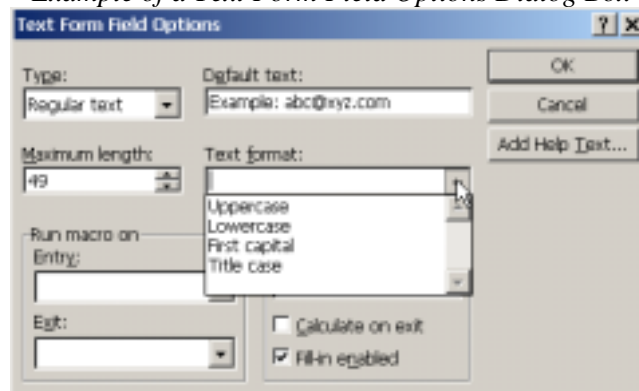 Example of a Text Form Field Options Dialog Box
Text Form Field Options
Type:
Default text:
OK
Regular text
Example: abc@xyz.com
Cancel
Maximum length:
Text format:
Add Help Text...
49
Uppercase
Lowercase
First capital
Title case
Run macro on
Entry:
Exit:
Calculate on exit
Fill-in enabled